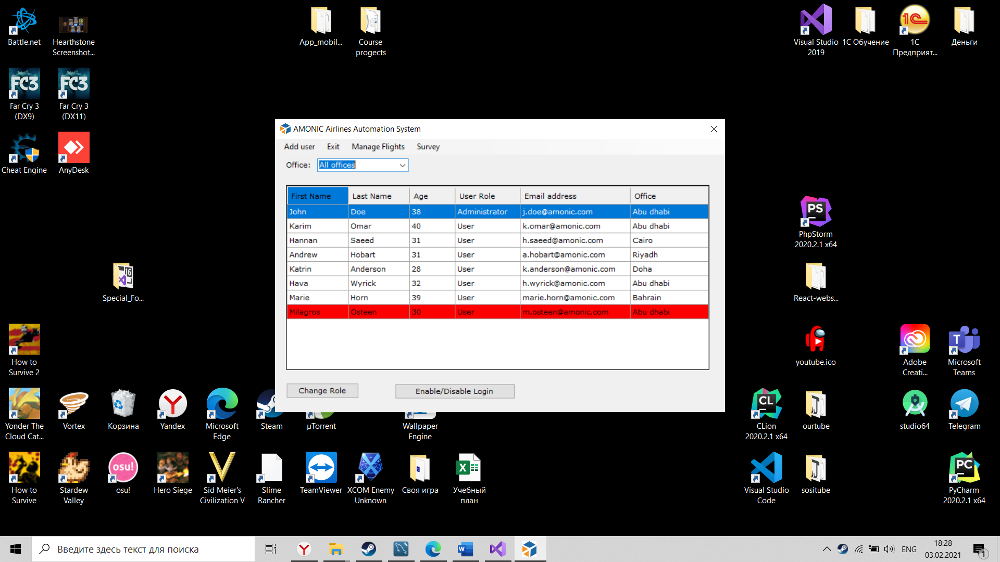 Battle.net
Hearthstone
Screenshot...
App_mobil...
Course
progects
Visual Studio
2019
1С Обучение
1С
Предприят...
Деньги
FC3
Far Cry 3
(DX9)
FC3
Far Cry 3
(DX11)
Cheat Engine
AnyDesk
AMONIC Airlines Automation System
Add user Exit Manage Flights Survey
Office: All offices
First Name Last Name Age User Role Email address Office
John Doe 38 Administrator j.doe@amonic.com Abu dhabi
Karim Omar 40 User k.omar@amonic.com Abu dhabi
Hannan Saeed 31 User h.saeed@amonic.com Cairo
Andrew Hobart 31 User a.hobart@amonic.com Riyadh
Katrin Anderson 28 User k.anderson@amonic.com Doha
Hava Wyrick 32 User h.wyrick@amonic.com Abu dhabi
Marie Horn 39 User marie.horn@amonic.com Bahrain
Milagros Osteen 30 User m.osteen@amonic.com Abu dhabi
Change Role Enable/Disable Login
PS
PhpStorm
2020.2.1 x64
16
Special_Fo...
React-webs...
How to
Survive 2
youtube.ico
Adobe
Creati...
T
Microsoft
Teams
Yonder The
Cloud Cat...
Vortex
Корзина
Yandex
Microsoft
Edge
Steam
µTorrent
Wallpaper
Engine
CL
CLion
2020.2.1 x64
ourtube
studio64
Telegram
How to
Survive
Stardew
Valley
osu!
osu!
Hero Siege
Sid Meier's
Civilization V
Slime
Rancher
TeamViewer
XCOM Enemy
Unknown
Своя игра
X
Учебный
план
Visual Studio
Code
sositube
PC
PyCharm
2020.2.1 x64
Введите здесь текст для поиска
W
ENG
18:28
03.02.2021
1